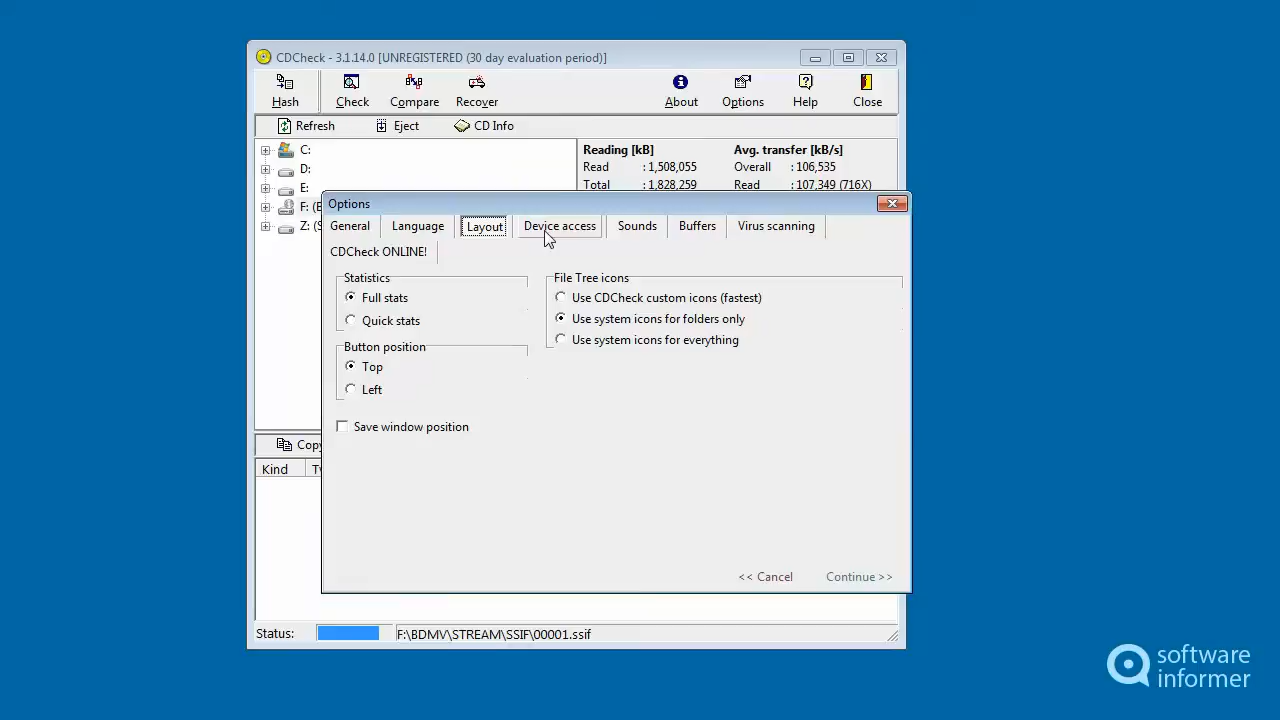 CDCheck - 3.1.14.0 [UNREGISTERED (30 day evaluation period)]
Hash Check Compare Recover About Options Help Close
Refresh Eject CD Info
C:
D:
E:
F: (B
Z: (S
Reading [kB] Avg. transfer [kB/s]
Read : 1,508,055 Overall : 106,535
Total : 1,828,259 Read : 107,349 (716X)
Options
General Language Layout Device access Sounds Buffers Virus scanning
CDCheck ONLINE!
Statistics
Full stats
Quick stats
Button position
Top
Left
Save window position
File Tree icons
Use CDCheck custom icons (fastest)
Use system icons for folders only
Use system icons for everything
<< Cancel Continue >>
Copy
Kind
Status: F:\BDMV\STREAM\SSIF\00001.ssif
software
informer